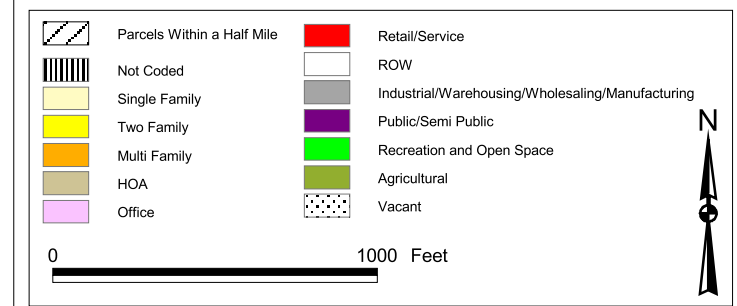 Parcels Within a Half Mile
Not Coded
Single Family
Two Family
Multi Family
HOA
Office
Retail/Service
ROW
Industrial/Warehousing/Wholesaling/Manufacturing
Public/Semi Public
Recreation and Open Space
Agricultural
Vacant
N
0 1000 Feet